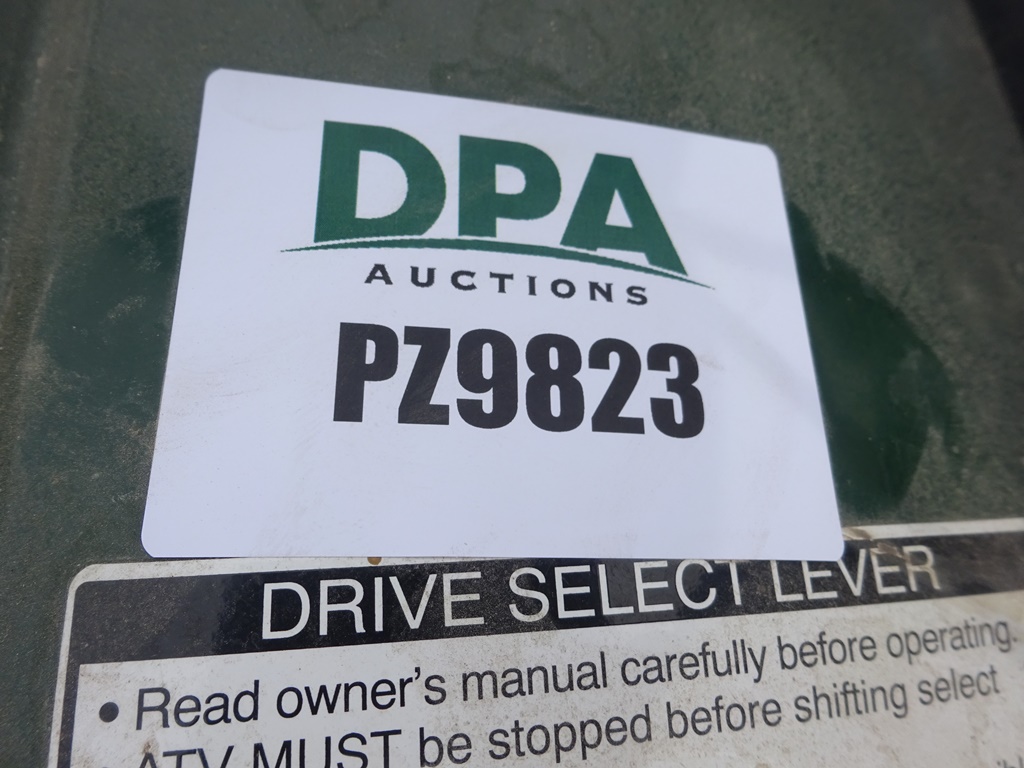 DPA
AUCTIONS
PZ9823
DRIVE SELECT LEVER
• Read owner's manual carefully before operating.
ATV MUST be stopped before shifting select